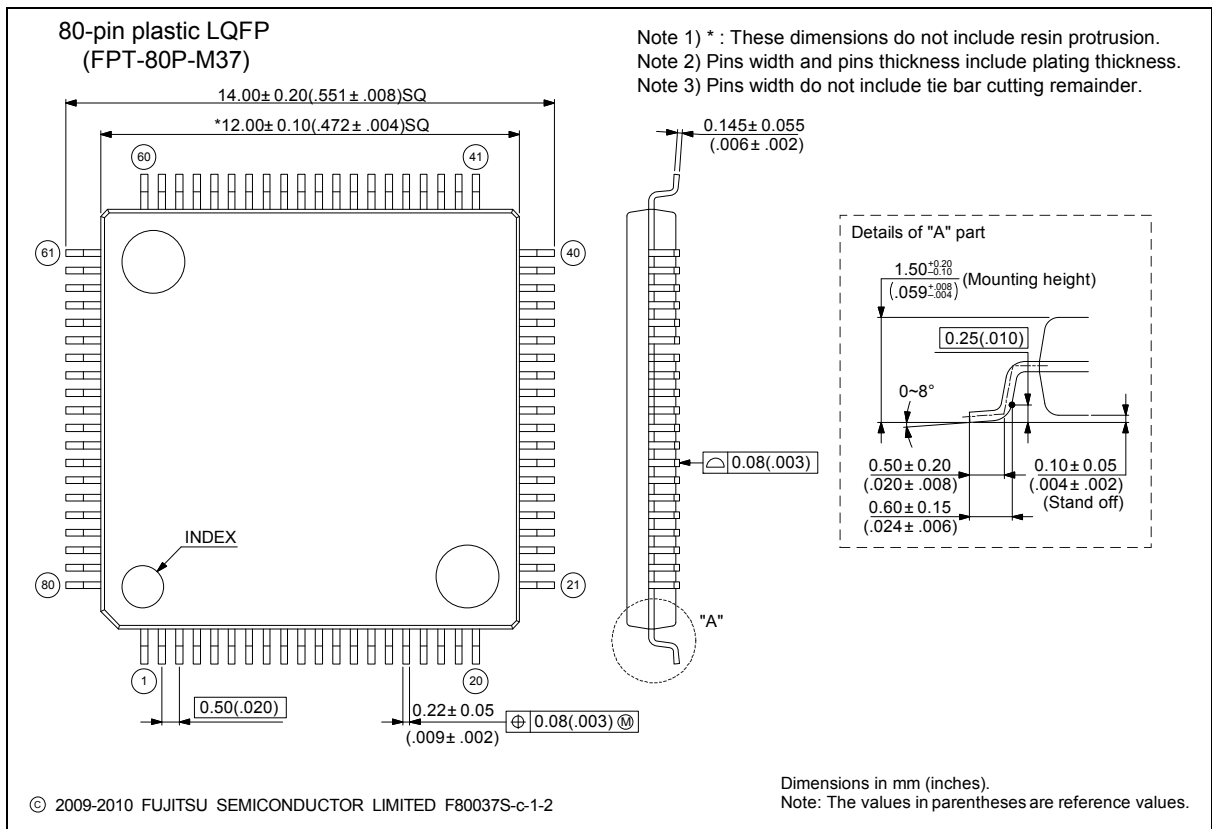 80-pin plastic LQFP
(FPT-80P-M37)
Note 1) * : These dimensions do not include resin protrusion.
Note 2) Pins width and pins thickness include plating thickness.
Note 3) Pins width do not include tie bar cutting remainder.
14.00±0.20(.551±.008)SQ
*12.00±0.10(.472±.004)SQ
60
41
61
40
80
21
INDEX
1
20
0.50(.020)
0.22±0.05
(.009±.002)
⌖ 0.08(.003) Ⓜ
0.145±0.055
(.006±.002)
⌓ 0.08(.003)
"A"
Details of "A" part
1.50+0.20−0.10
(.059+.008−.004)
(Mounting height)
0.25(.010)
0~8°
0.50±0.20
(.020±.008)
0.60±0.15
(.024±.006)
0.10±0.05
(.004±.002)
(Stand off)
© 2009-2010 FUJITSU SEMICONDUCTOR LIMITED F80037S-c-1-2
Dimensions in mm (inches).
Note: The values in parentheses are reference values.